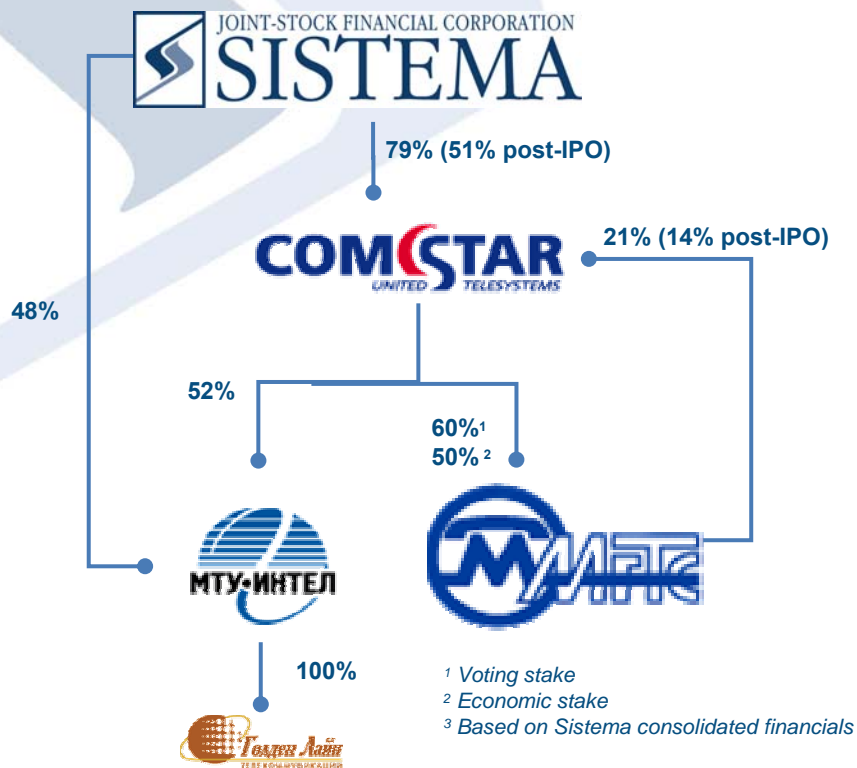 JOINT-STOCK FINANCIAL CORPORATION
SISTEMA
79% (51% post-IPO)
21% (14% post-IPO)
COMSTAR
UNITED TELESYSTEMS
48%
52%
60%¹
50% ²
МТУ•ИНТЕЛ
МГТС
100%
¹ Voting stake
² Economic stake
³ Based on Sistema consolidated financials
Голден Лайн
ТЕЛЕКОММУНИКАЦИИ